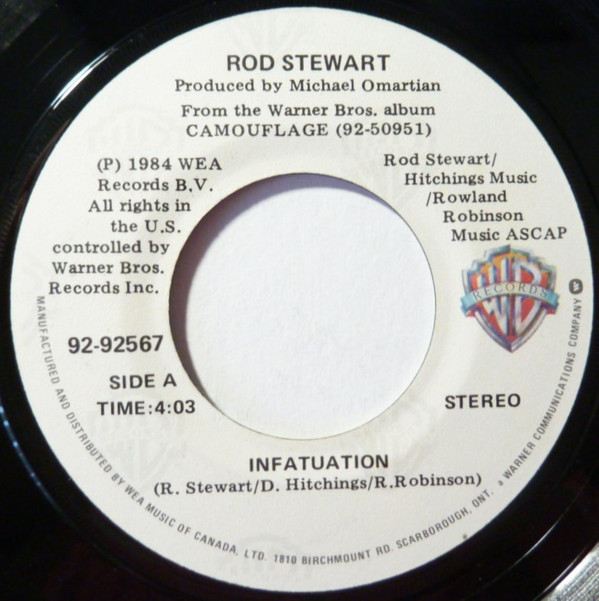 ROD STEWART
Produced by Michael Omartian
From the Warner Bros. album
CAMOUFLAGE (92-50951)
(P) 1984 WEA
Records B.V.
All rights in
the U.S.
controlled by
Warner Bros.
Records Inc.
Rod Stewart/
Hitchings Music
/Rowland
Robinson
Music ASCAP
WB
RECORDS
92-92567
SIDE A
TIME:4:03
STEREO
INFATUATION
(R. Stewart/D. Hitchings/R.Robinson)
MANUFACTURED AND DISTRIBUTED BY WEA MUSIC OF CANADA, LTD. 1810 BIRCHMOUNT RD. SCARBOROUGH, ONT. a WARNER COMMUNICATIONS COMPANY